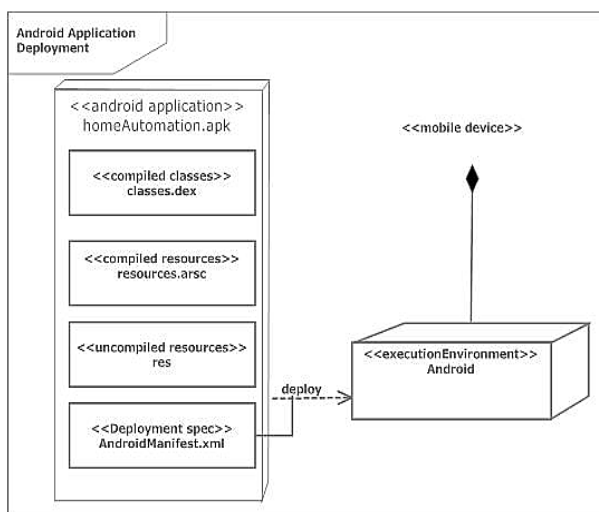 Android Application
Deployment
<<android application>>
homeAutomation.apk
<<compiled classes>>
classes.dex
<<compiled resources>>
resources.arsc
<<uncompiled resources>>
res
<<Deployment spec>>
AndroidManifest.xml
deploy
<<mobile device>>
<<executionEnvironment>>
Android